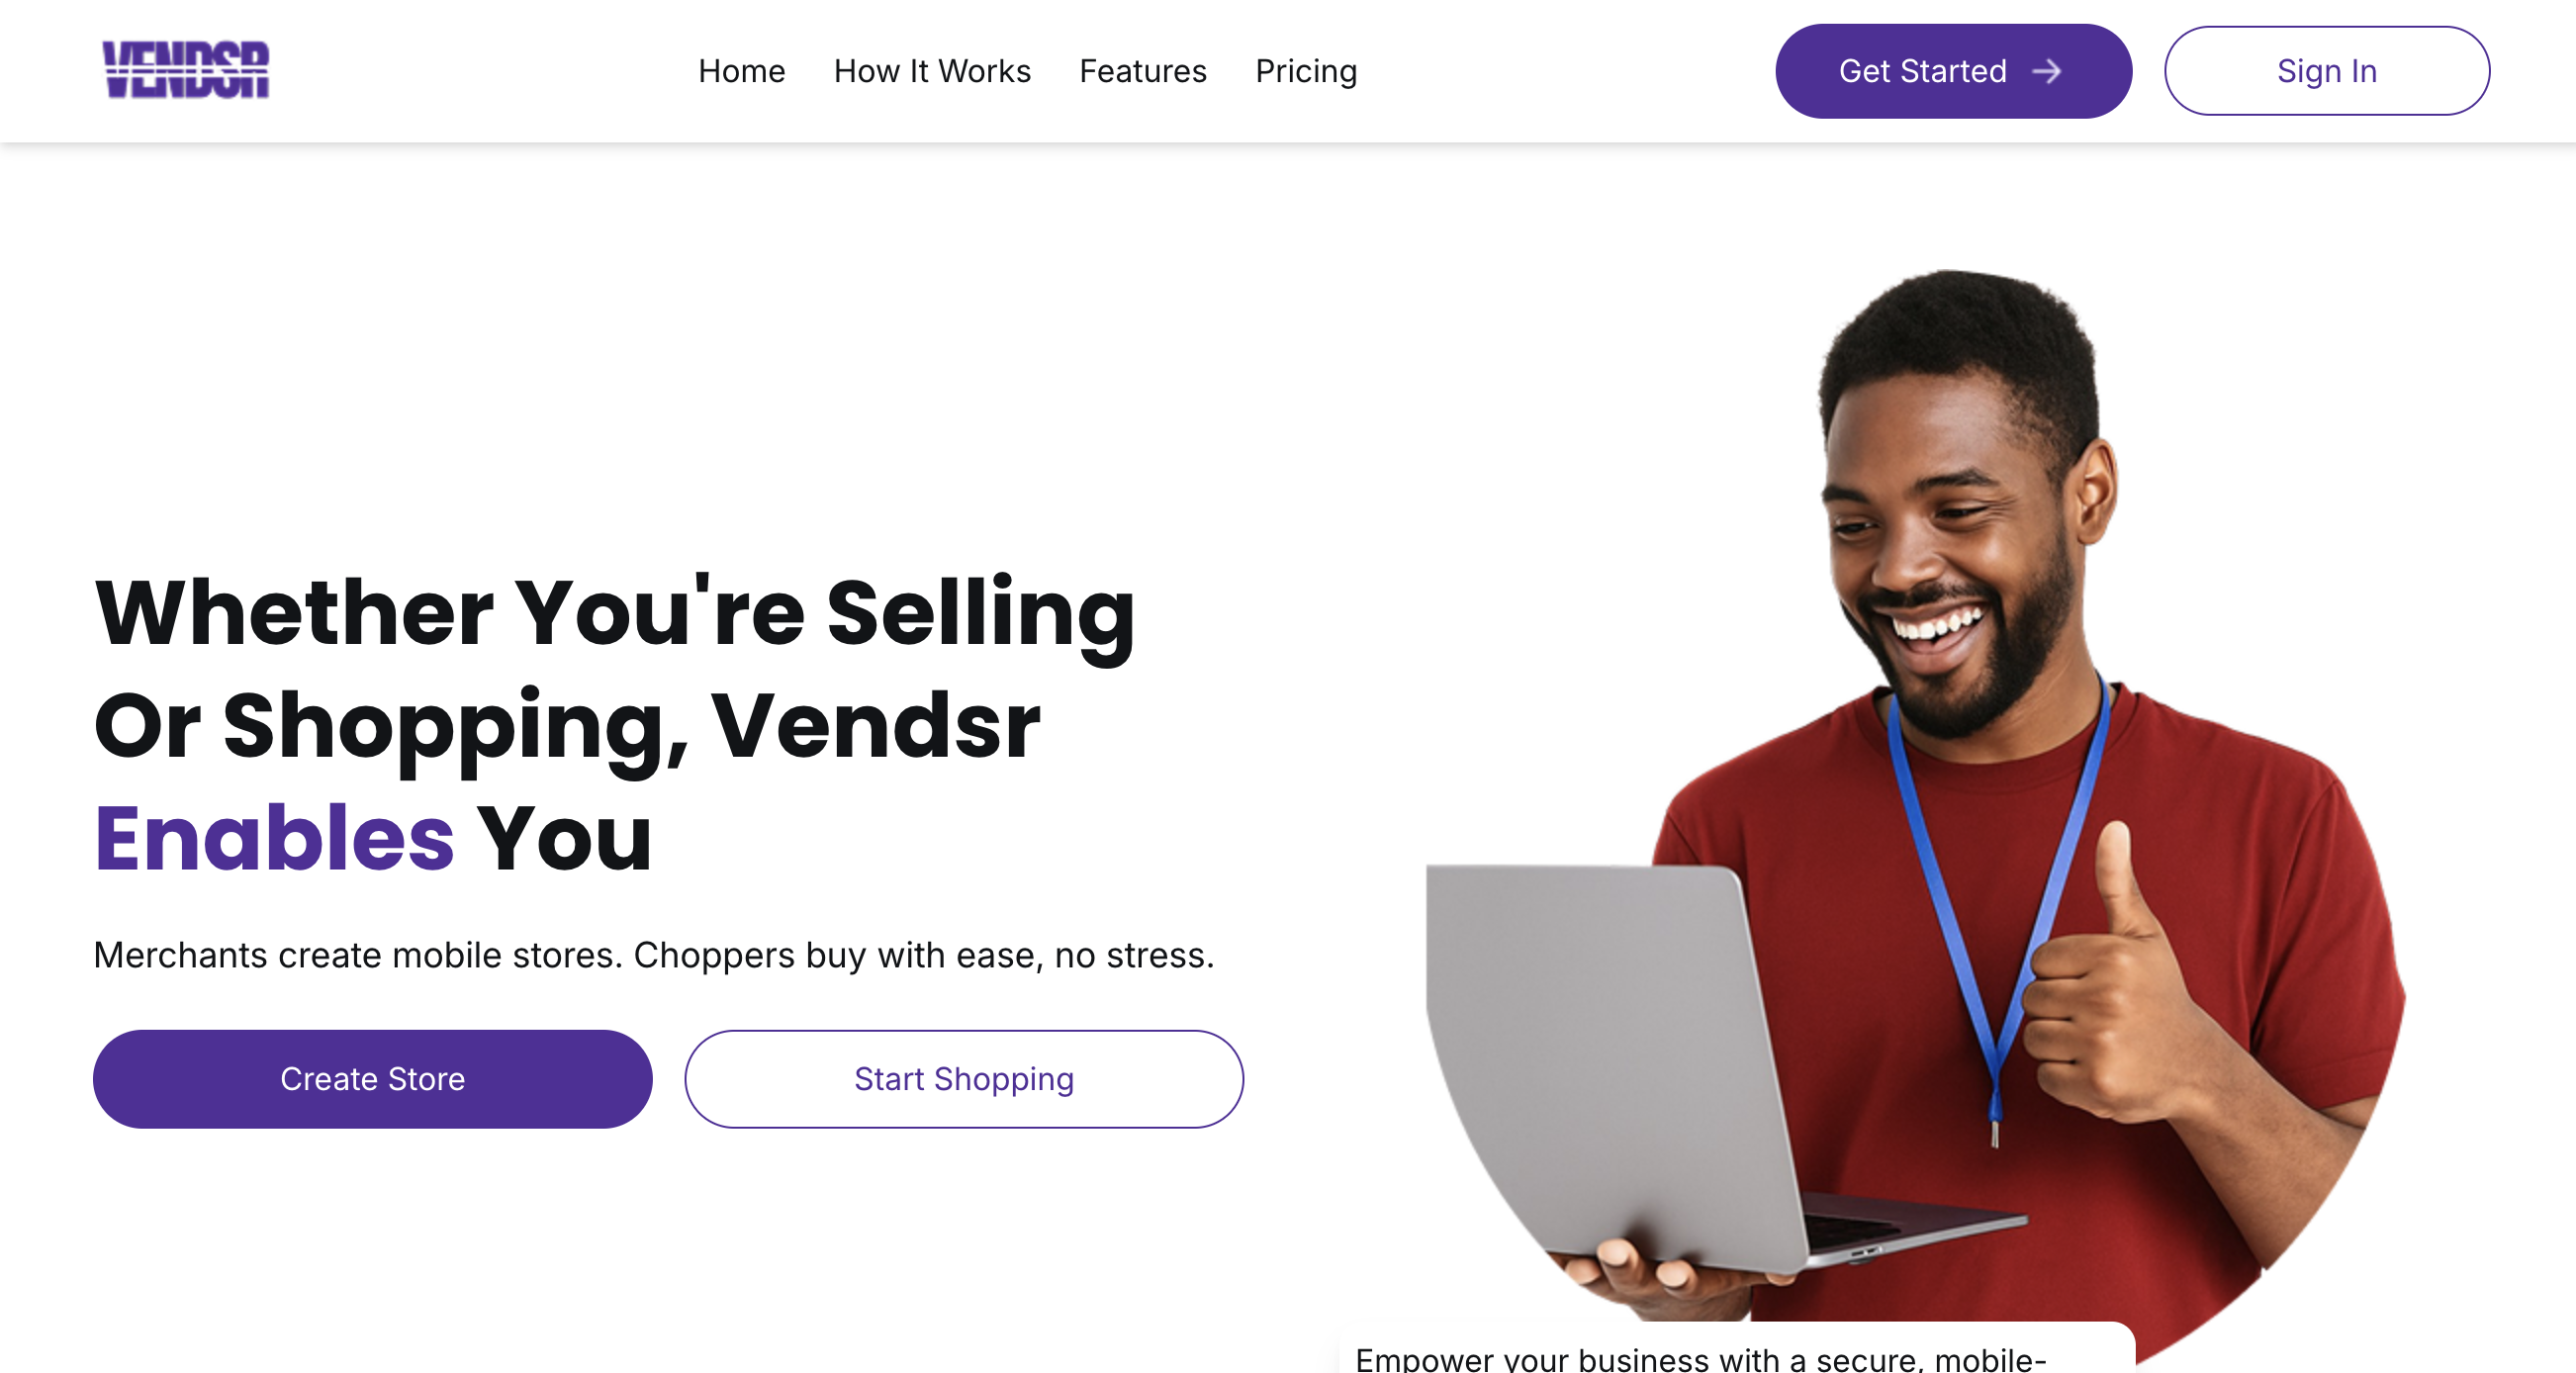 VENDSR
Home
How It Works
Features
Pricing
Get Started
Sign In
Whether You're Selling
Or Shopping, Vendsr
Enables You
Merchants create mobile stores. Choppers buy with ease, no stress.
Create Store
Start Shopping
Empower your business with a secure, mobile-